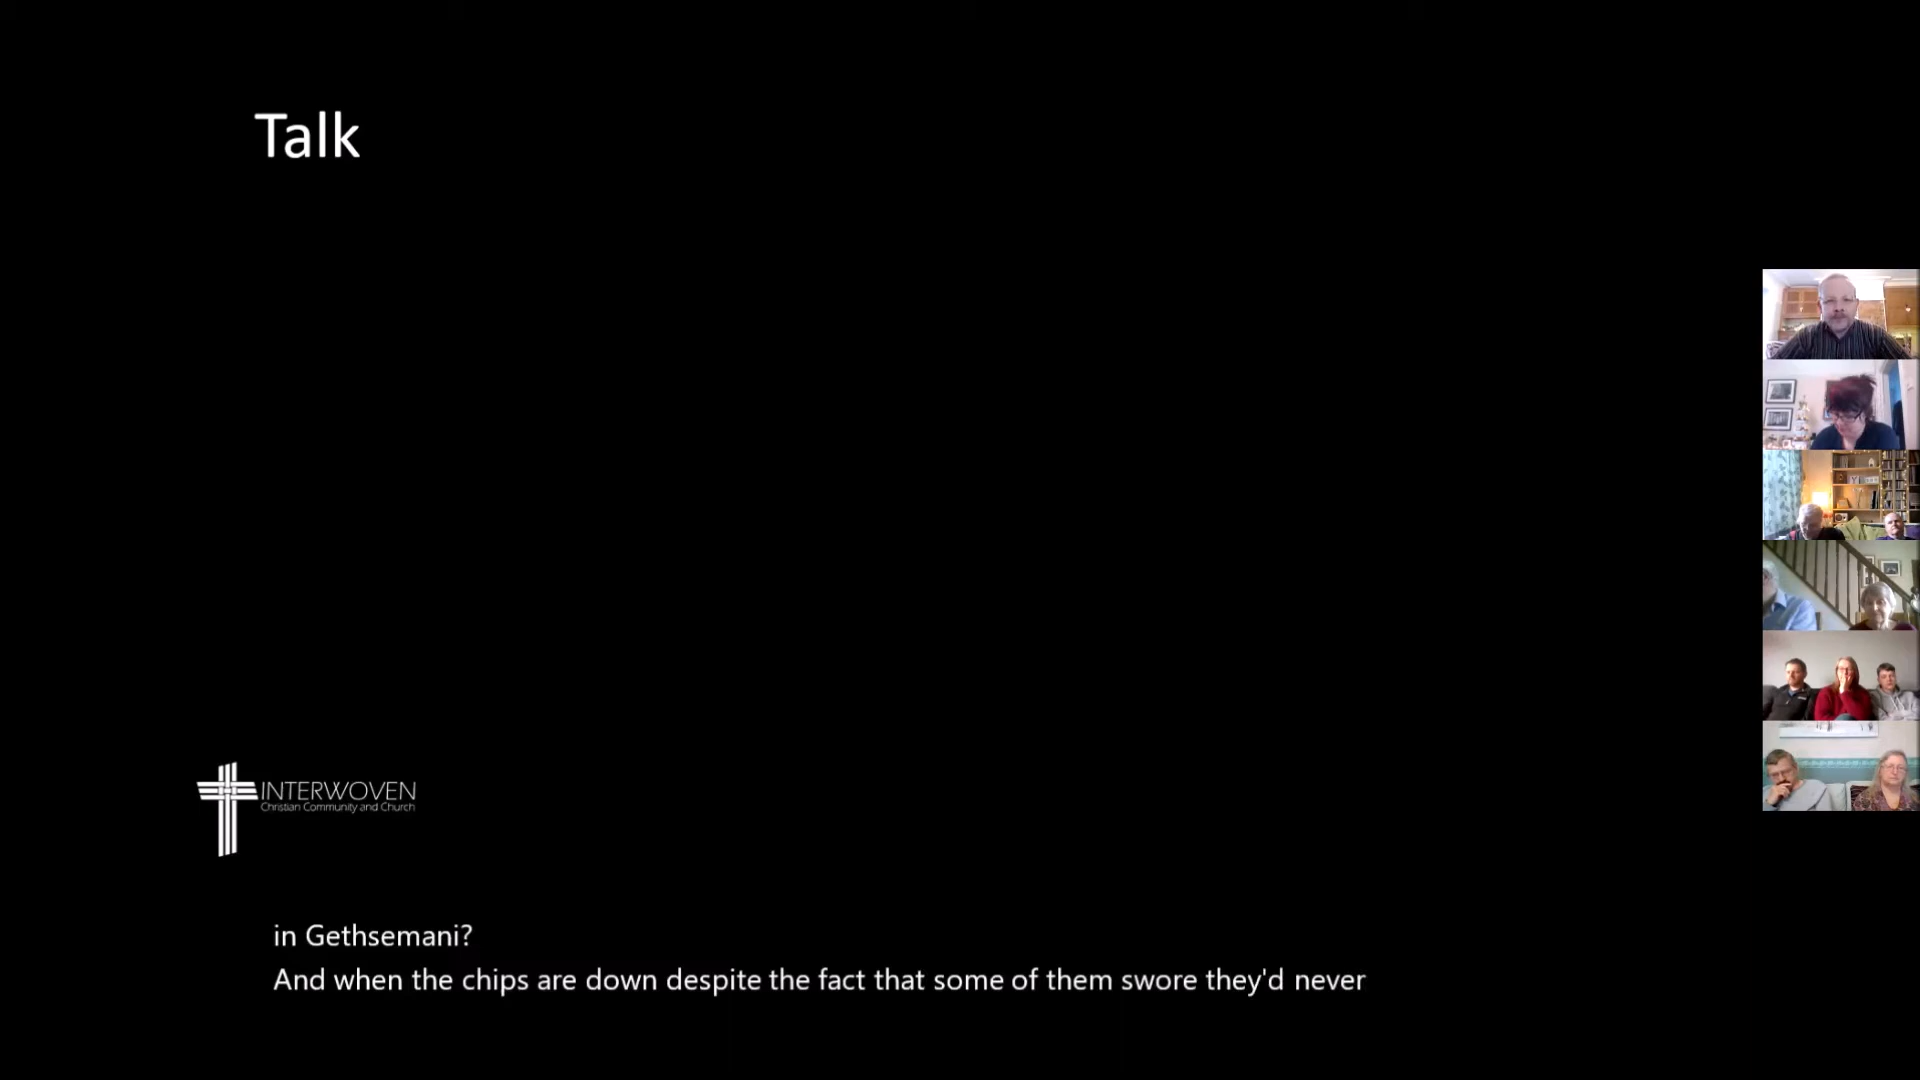 Talk
INTERWOVEN
Christian Community and Church
in Gethsemani?
And when the chips are down despite the fact that some of them swore they'd never